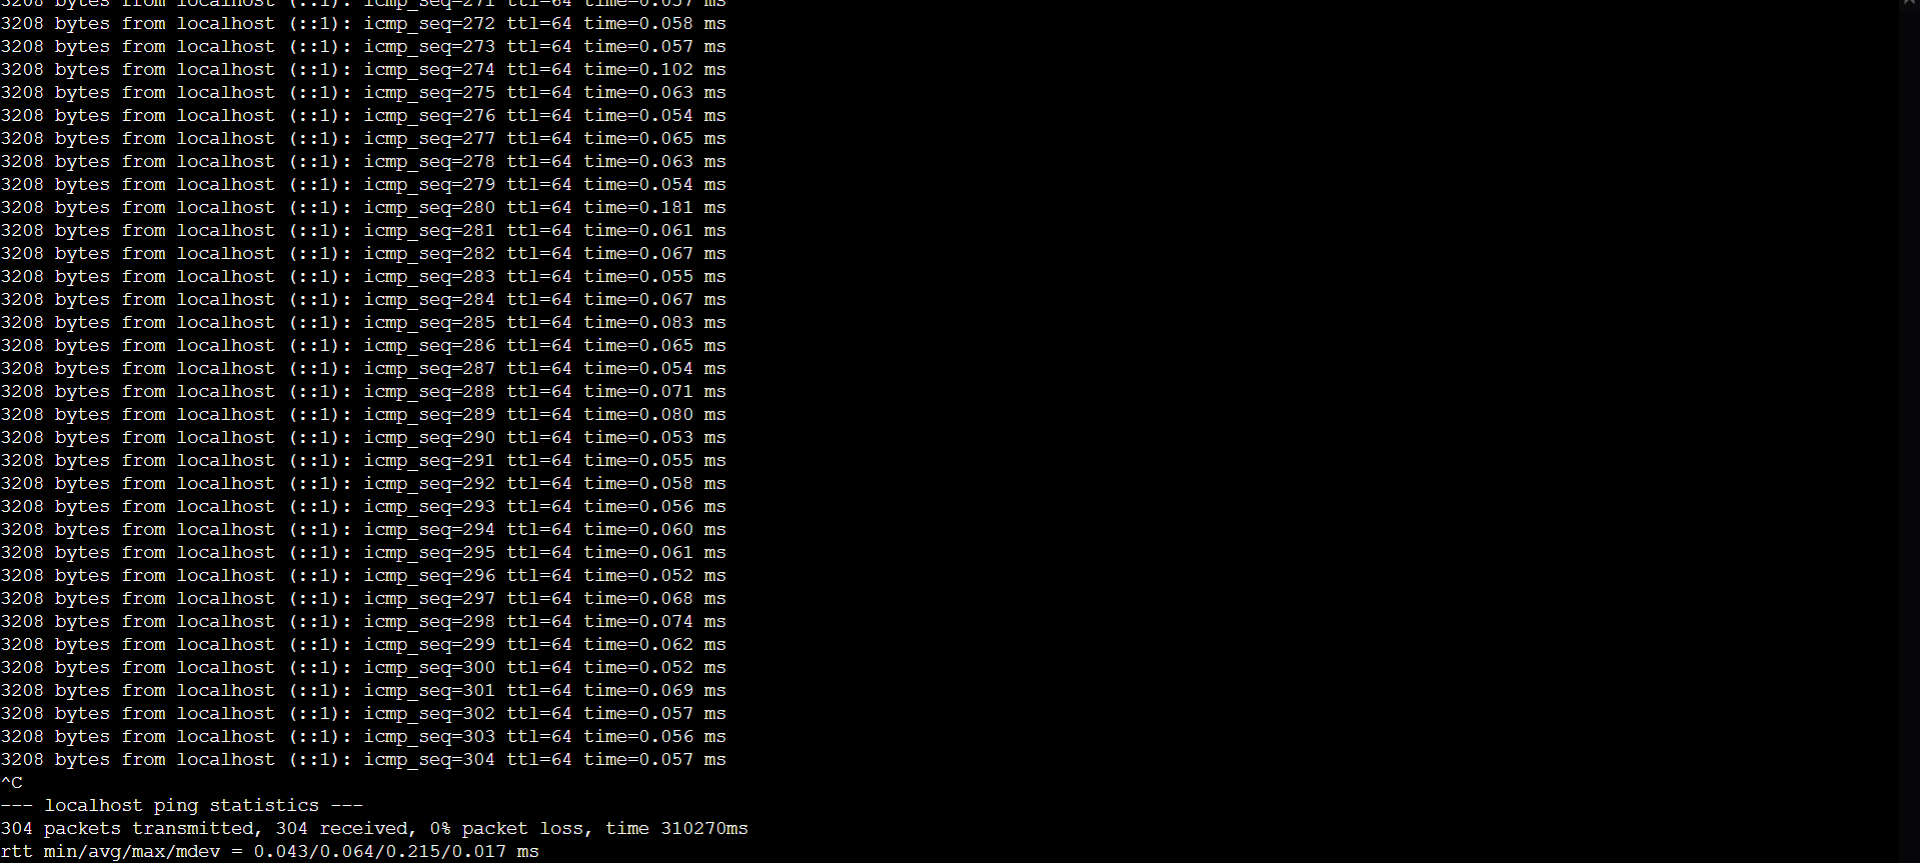 3208 bytes from localhost (::1): icmp_seq=271 ttl=64 time=0.057 ms
3208 bytes from localhost (::1): icmp_seq=272 ttl=64 time=0.058 ms
3208 bytes from localhost (::1): icmp_seq=273 ttl=64 time=0.057 ms
3208 bytes from localhost (::1): icmp_seq=274 ttl=64 time=0.102 ms
3208 bytes from localhost (::1): icmp_seq=275 ttl=64 time=0.063 ms
3208 bytes from localhost (::1): icmp_seq=276 ttl=64 time=0.054 ms
3208 bytes from localhost (::1): icmp_seq=277 ttl=64 time=0.065 ms
3208 bytes from localhost (::1): icmp_seq=278 ttl=64 time=0.063 ms
3208 bytes from localhost (::1): icmp_seq=279 ttl=64 time=0.054 ms
3208 bytes from localhost (::1): icmp_seq=280 ttl=64 time=0.181 ms
3208 bytes from localhost (::1): icmp_seq=281 ttl=64 time=0.061 ms
3208 bytes from localhost (::1): icmp_seq=282 ttl=64 time=0.067 ms
3208 bytes from localhost (::1): icmp_seq=283 ttl=64 time=0.055 ms
3208 bytes from localhost (::1): icmp_seq=284 ttl=64 time=0.067 ms
3208 bytes from localhost (::1): icmp_seq=285 ttl=64 time=0.083 ms
3208 bytes from localhost (::1): icmp_seq=286 ttl=64 time=0.065 ms
3208 bytes from localhost (::1): icmp_seq=287 ttl=64 time=0.054 ms
3208 bytes from localhost (::1): icmp_seq=288 ttl=64 time=0.071 ms
3208 bytes from localhost (::1): icmp_seq=289 ttl=64 time=0.080 ms
3208 bytes from localhost (::1): icmp_seq=290 ttl=64 time=0.053 ms
3208 bytes from localhost (::1): icmp_seq=291 ttl=64 time=0.055 ms
3208 bytes from localhost (::1): icmp_seq=292 ttl=64 time=0.058 ms
3208 bytes from localhost (::1): icmp_seq=293 ttl=64 time=0.056 ms
3208 bytes from localhost (::1): icmp_seq=294 ttl=64 time=0.060 ms
3208 bytes from localhost (::1): icmp_seq=295 ttl=64 time=0.061 ms
3208 bytes from localhost (::1): icmp_seq=296 ttl=64 time=0.052 ms
3208 bytes from localhost (::1): icmp_seq=297 ttl=64 time=0.068 ms
3208 bytes from localhost (::1): icmp_seq=298 ttl=64 time=0.074 ms
3208 bytes from localhost (::1): icmp_seq=299 ttl=64 time=0.062 ms
3208 bytes from localhost (::1): icmp_seq=300 ttl=64 time=0.052 ms
3208 bytes from localhost (::1): icmp_seq=301 ttl=64 time=0.069 ms
3208 bytes from localhost (::1): icmp_seq=302 ttl=64 time=0.057 ms
3208 bytes from localhost (::1): icmp_seq=303 ttl=64 time=0.056 ms
3208 bytes from localhost (::1): icmp_seq=304 ttl=64 time=0.057 ms
^C
--- localhost ping statistics ---
304 packets transmitted, 304 received, 0% packet loss, time 310270ms
rtt min/avg/max/mdev = 0.043/0.064/0.215/0.017 ms